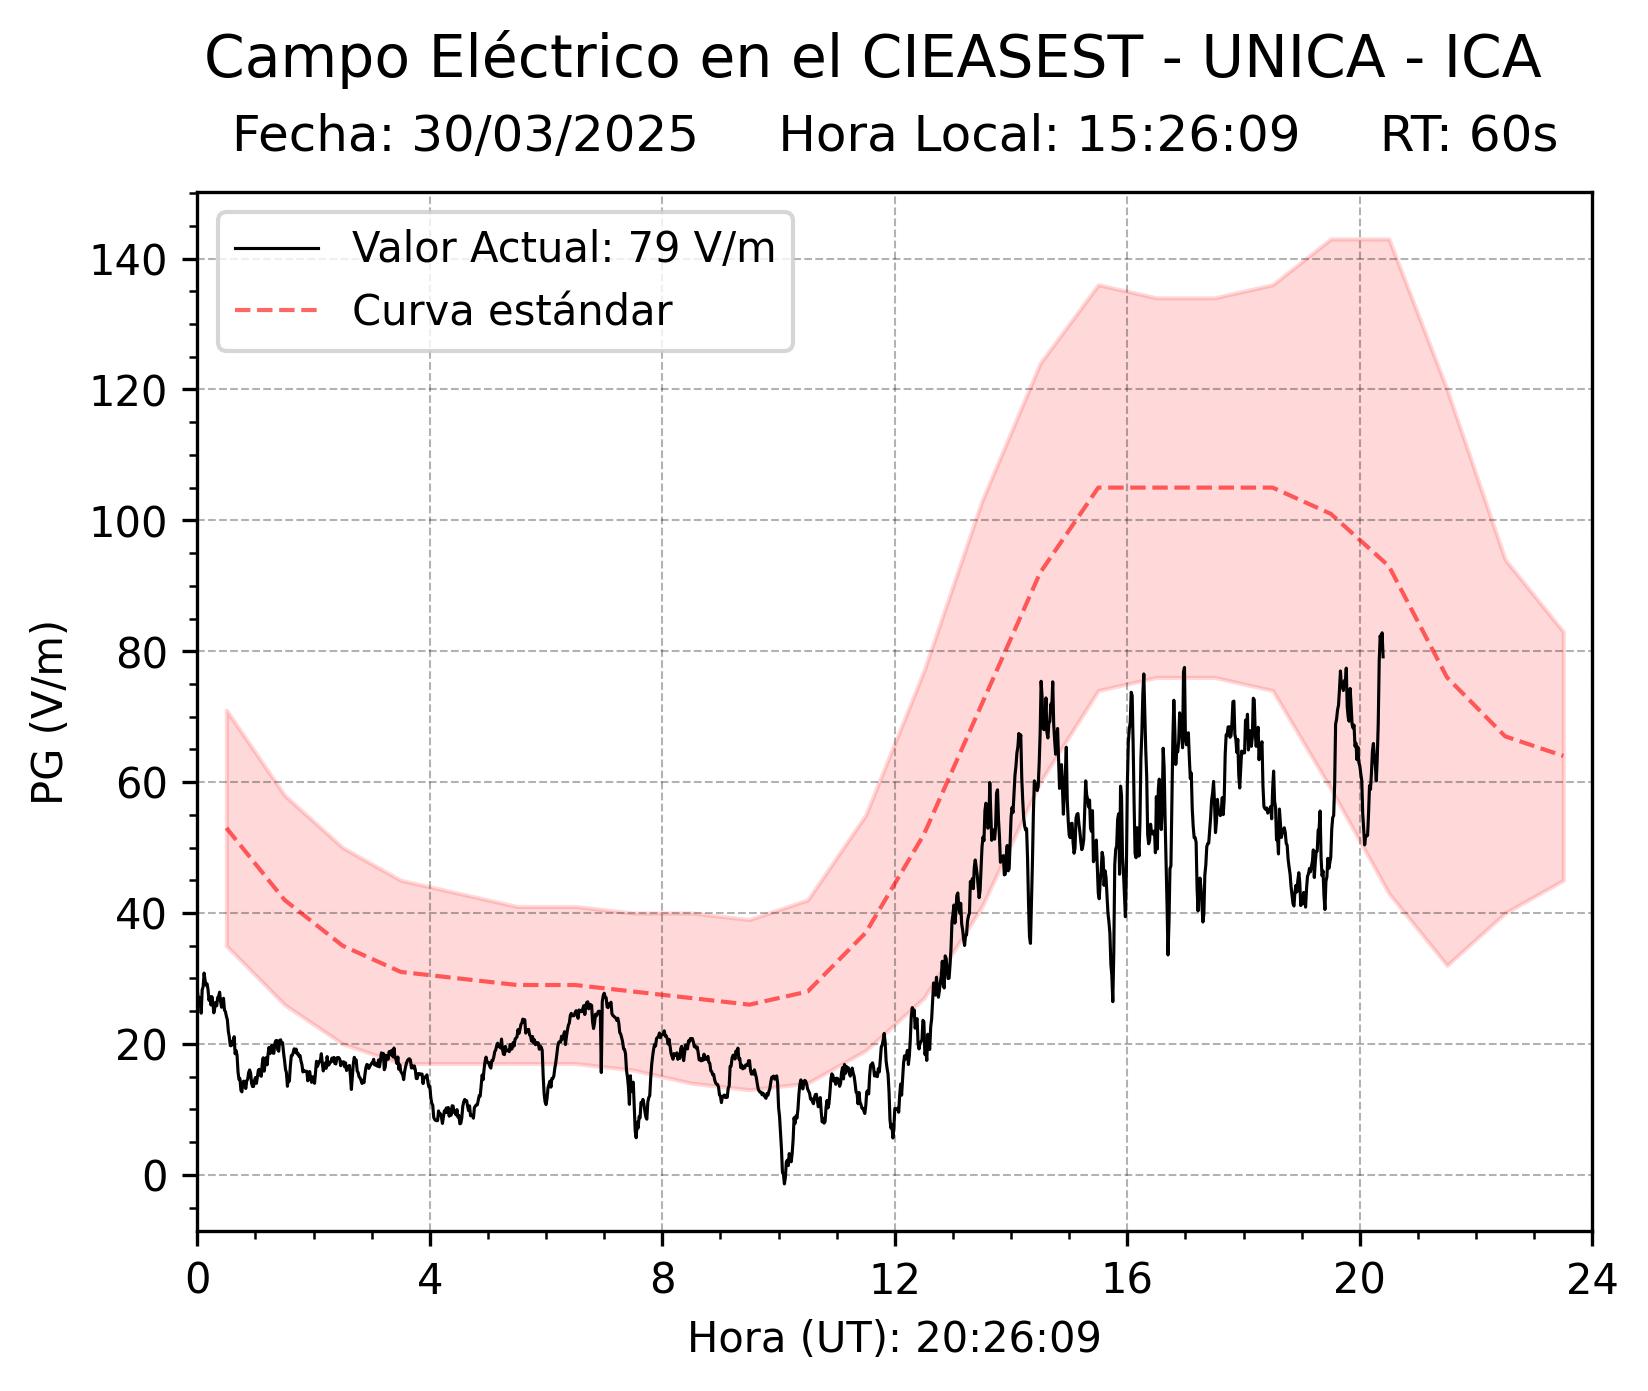 Campo Eléctrico en el CIEASEST - UNICA - ICA
Fecha: 30/03/2025 Hora Local: 15:26:09 RT: 60s
Valor Actual: 79 V/m
Curva estándar
PG (V/m)
140
120
100
80
60
40
20
0
0 4 8 12 16 20 24
Hora (UT): 20:26:09